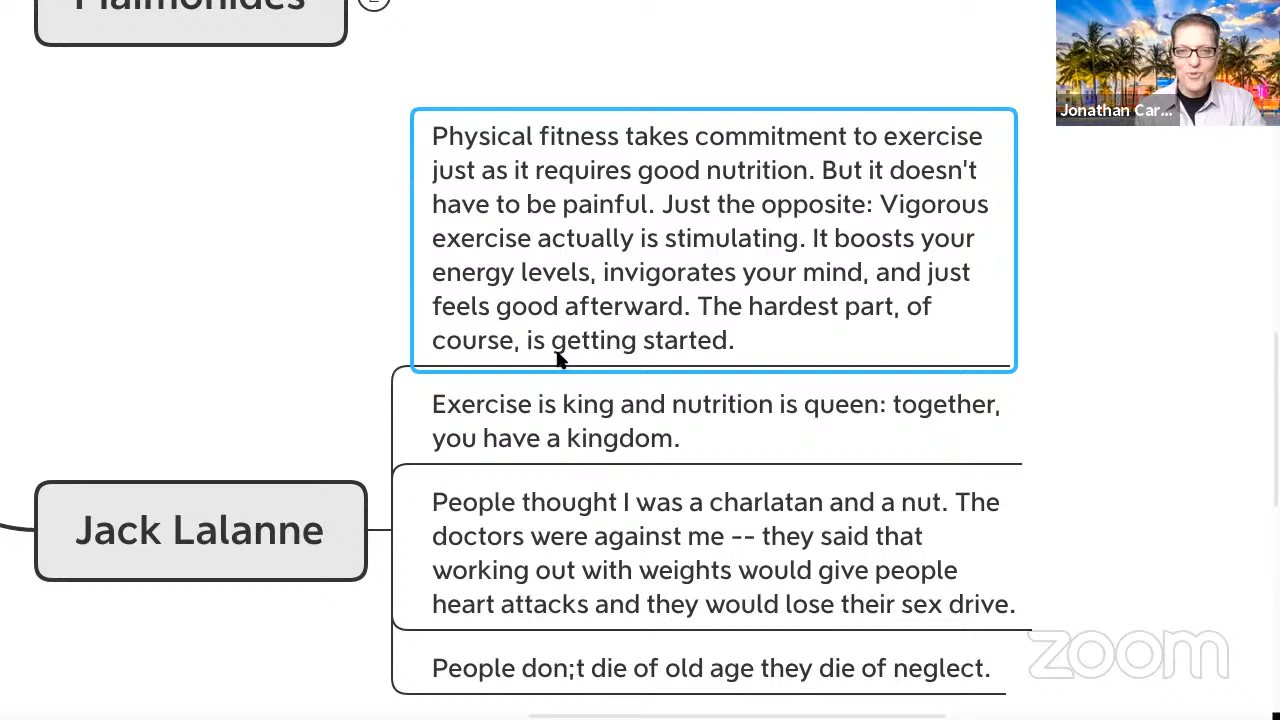 Maimonides
Jonathan Car...
Physical fitness takes commitment to exercise
just as it requires good nutrition. But it doesn't
have to be painful. Just the opposite: Vigorous
exercise actually is stimulating. It boosts your
energy levels, invigorates your mind, and just
feels good afterward. The hardest part, of
course, is getting started.
Exercise is king and nutrition is queen: together,
you have a kingdom.
Jack Lalanne
People thought I was a charlatan and a nut. The
doctors were against me -- they said that
working out with weights would give people
heart attacks and they would lose their sex drive.
People don;t die of old age they die of neglect.
zoom